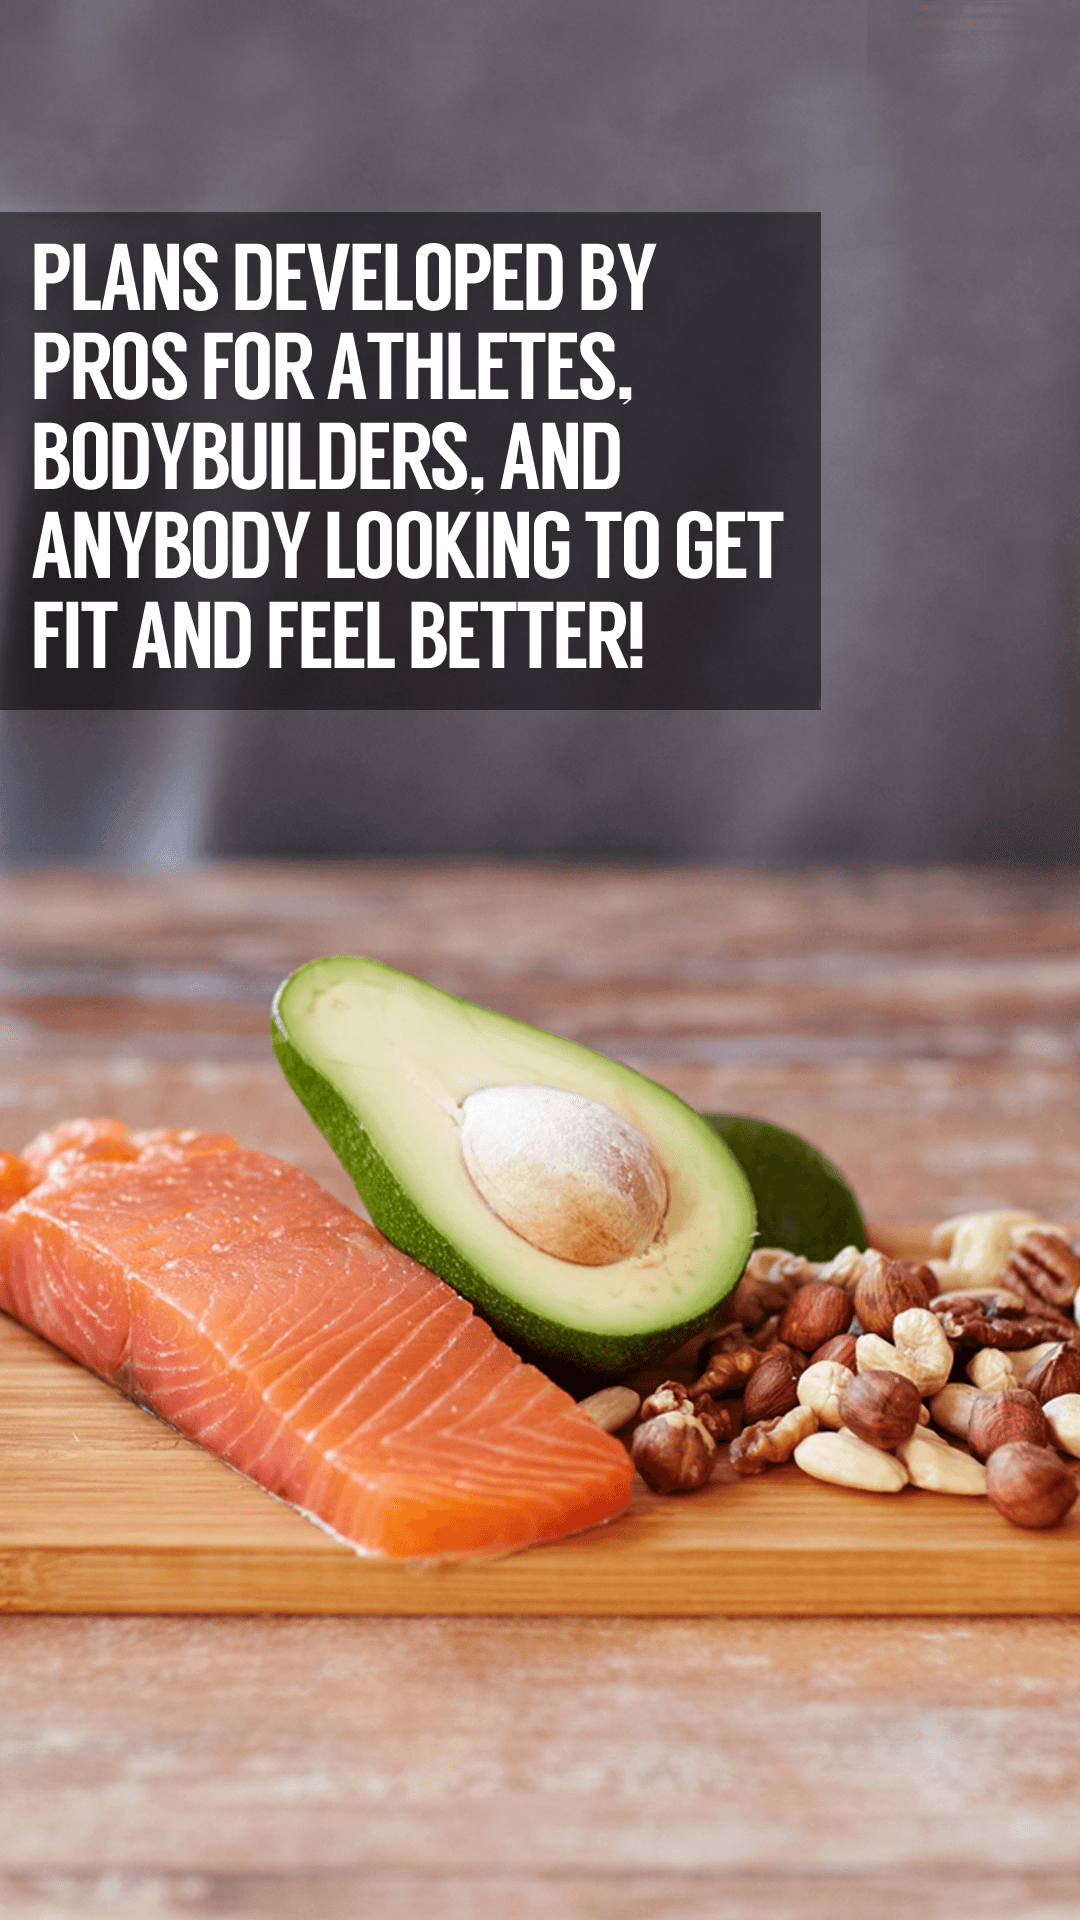 PLANS DEVELOPED BY
PROS FOR ATHLETES,
BODYBUILDERS, AND
ANYBODY LOOKING TO GET
FIT AND FEEL BETTER!